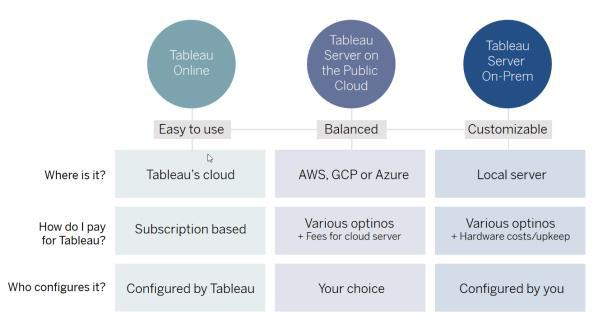 Tableau
Online
Tableau
Server on
the Public
Cloud
Tableau
Server
On-Prem
Easy to use
Balanced
Customizable
Where is it?
Tableau's cloud
AWS, GCP or Azure
Local server
How do I pay
for Tableau?
Subscription based
Various optinos
+ Fees for cloud server
Various optinos
+ Hardware costs/upkeep
Who configures it?
Configured by Tableau
Your choice
Configured by you